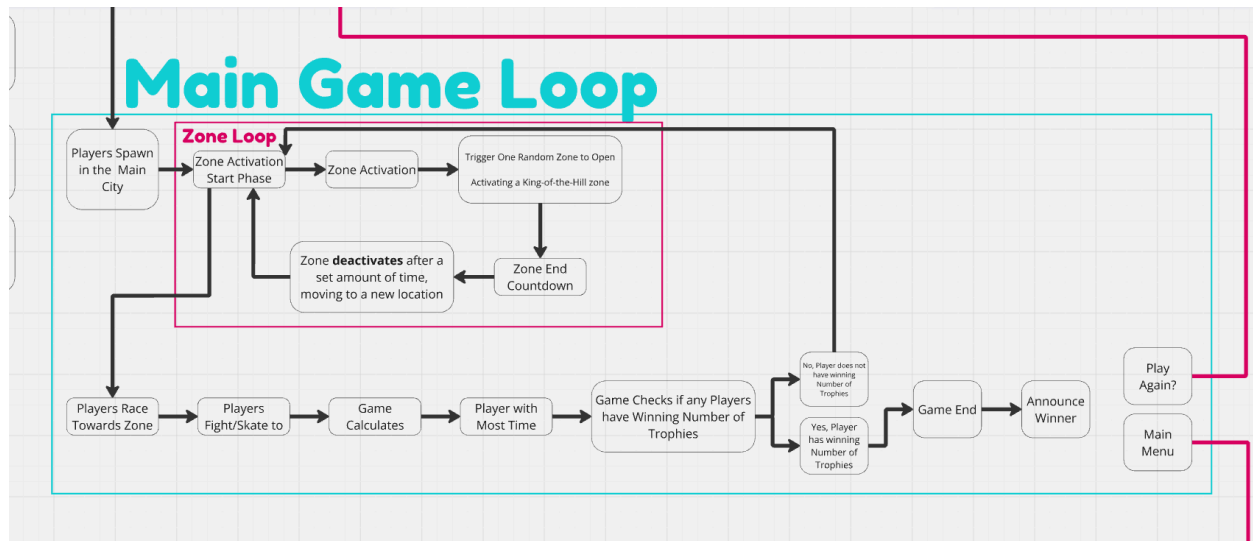 Main Game Loop
Zone Loop
Players Spawn
in the Main
City
Zone Activation
Start Phase
Zone Activation
Trigger One Random Zone to Open
Activating a King-of-the-Hill zone
Zone deactivates after a
set amount of time,
moving to a new location
Zone End
Countdown
Players Race
Towards Zone
Players
Fight/Skate to
Game
Calculates
Player with
Most Time
Game Checks if any Players
have Winning Number of
Trophies
No, Player does not
have winning
Number of
Trophies
Yes, Player
has winning
Number of
Trophies
Game End
Announce
Winner
Play
Again?
Main
Menu